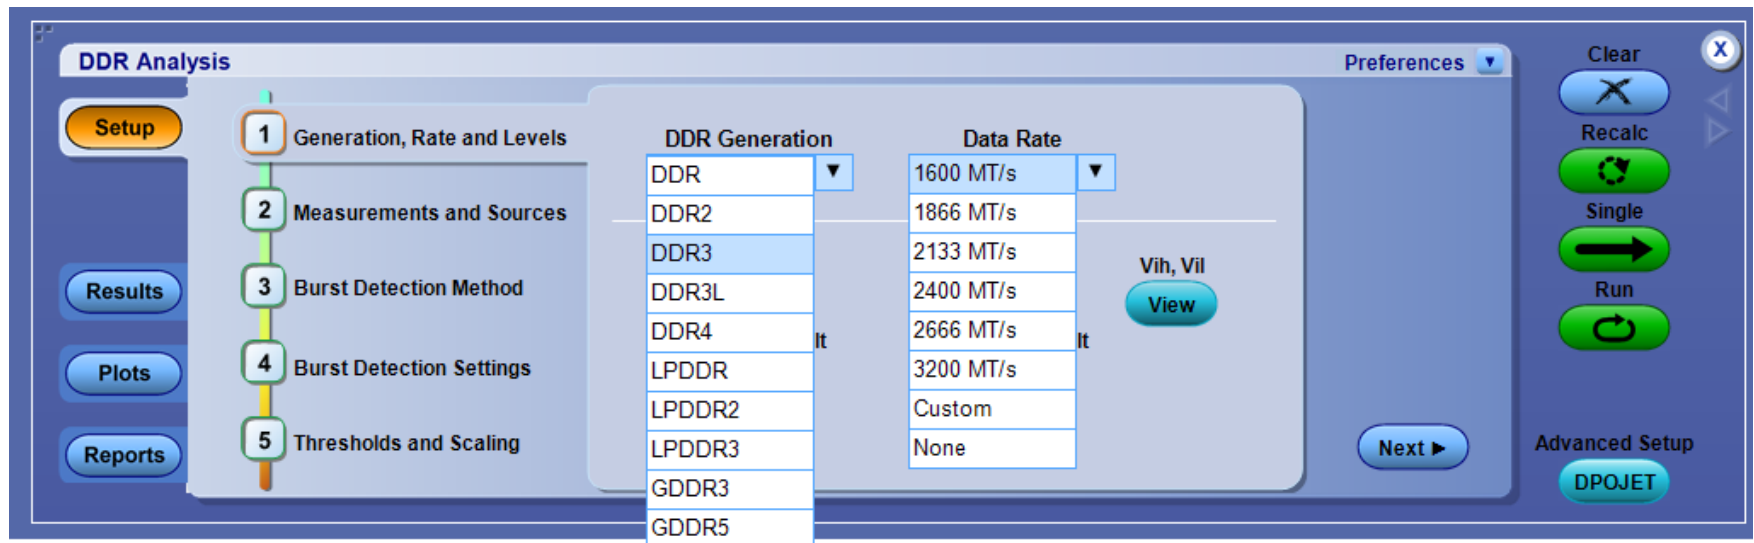 DDR Analysis
Preferences
Clear
X
Setup
1 Generation, Rate and Levels
DDR Generation
Data Rate
Recalc
DDR
1600 MT/s
2 Measurements and Sources
DDR2
1866 MT/s
Single
DDR3
2133 MT/s
Vih, Vil
Results
3 Burst Detection Method
DDR3L
2400 MT/s
View
Run
DDR4
lt
2666 MT/s
lt
Plots
4 Burst Detection Settings
LPDDR
3200 MT/s
LPDDR2
Custom
Reports
5 Thresholds and Scaling
LPDDR3
None
Next
Advanced Setup
GDDR3
DPOJET
GDDR5